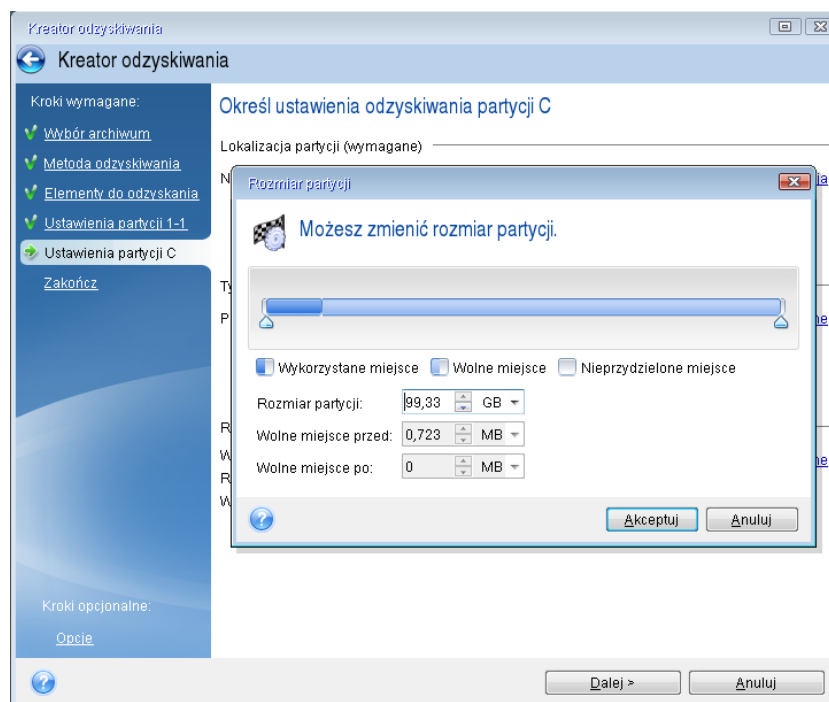 Kreator odzyskiwania
Kreator odzyskiwania
Kroki wymagane:
Wybór archiwum
Metoda odzyskiwania
Elementy do odzyskania
Ustawienia partycji 1-1
Ustawienia partycji C
Zakończ
Kroki opcjonalne:
Opcje
Określ ustawienia odzyskiwania partycji C
Lokalizacja partycji (wymagane)
Rozmiar partycji
Możesz zmienić rozmiar partycji.
Wykorzystane miejsce Wolne miejsce Nieprzydzielone miejsce
Rozmiar partycji: 99,33 GB
Wolne miejsce przed: 0,723 MB
Wolne miejsce po: 0 MB
Akceptuj Anuluj
Dalej > Anuluj